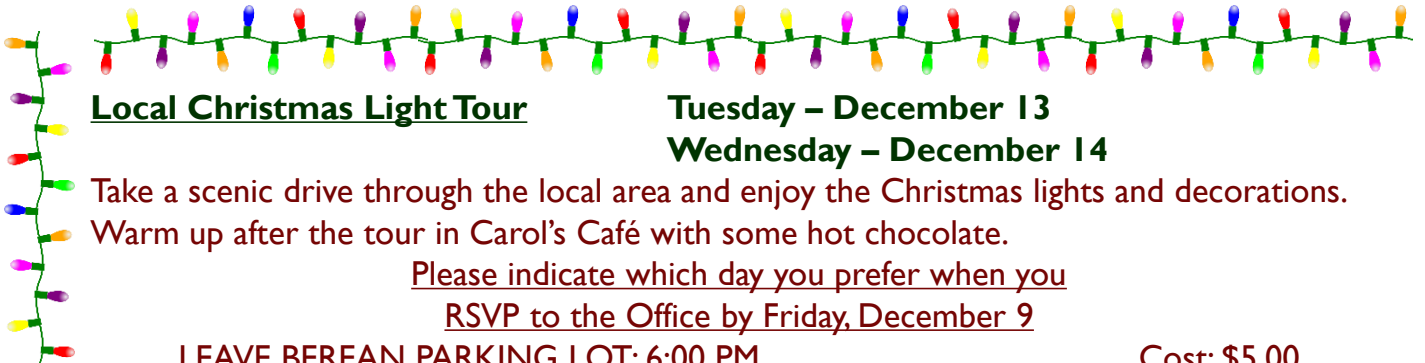 Local Christmas Light Tour Tuesday – December 13
Wednesday – December 14
Take a scenic drive through the local area and enjoy the Christmas lights and decorations.
Warm up after the tour in Carol's Café with some hot chocolate.
Please indicate which day you prefer when you
RSVP to the Office by Friday, December 9
LEAVE BEREAN PARKING LOT: 6:00 PM Cost: $5.00